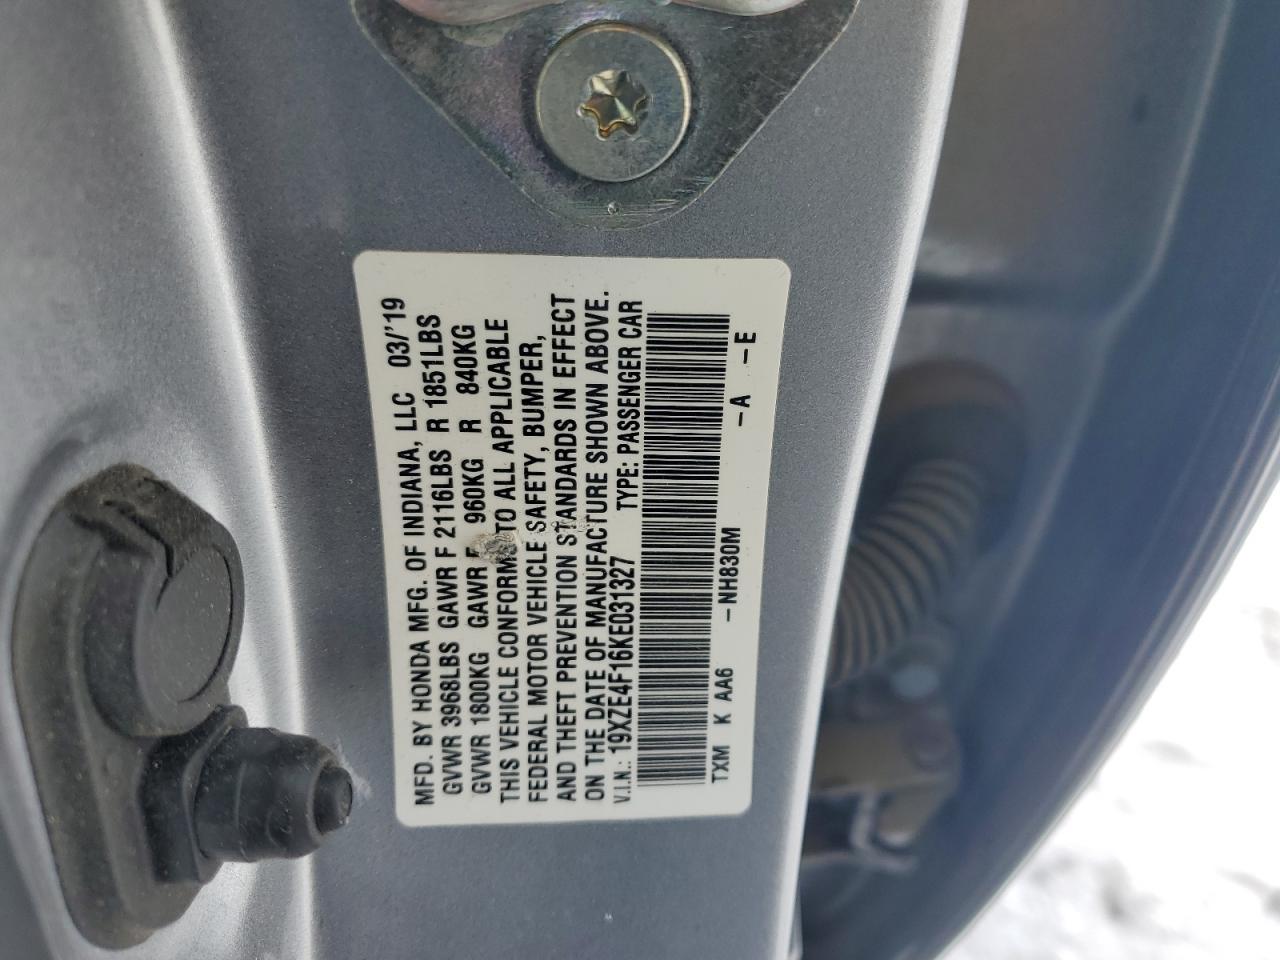 MFD. BY HONDA MFG. OF INDIANA, LLC 03/'19
GVWR 3968LBS GAWR F 2116LBS R 1851LBS
GVWR 1800KG GAWR F 960KG R 840KG
THIS VEHICLE CONFORMS TO ALL APPLICABLE
FEDERAL MOTOR VEHICLE SAFETY, BUMPER,
AND THEFT PREVENTION STANDARDS IN EFFECT
ON THE DATE OF MANUFACTURE SHOWN ABOVE.
V.I.N.: 19XZE4F16KE031327 TYPE: PASSENGER CAR
TXM K AA6 -NH830M -A -E